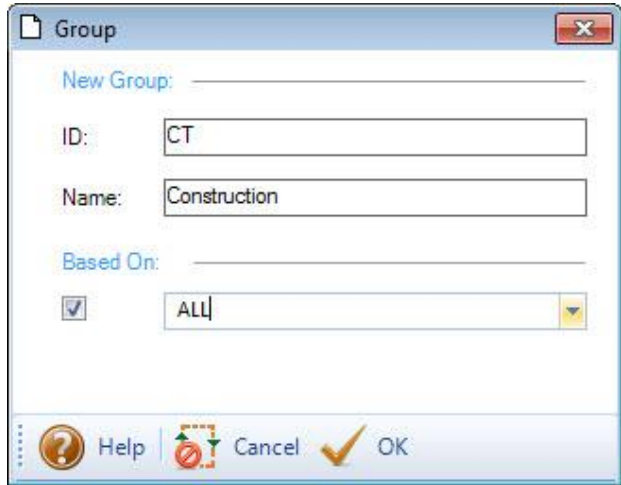 Group
New Group:
ID: CT
Name: Construction
Based On:
ALL
Help Cancel OK